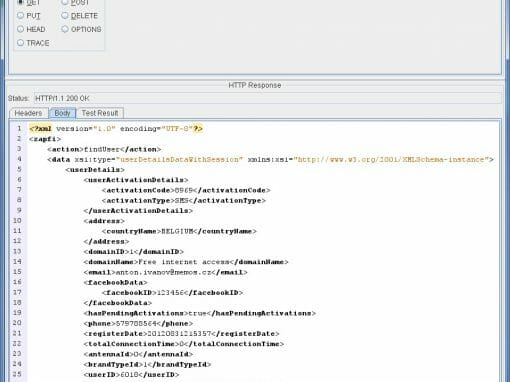 GET POST
PUT DELETE
HEAD OPTIONS
TRACE
HTTP Response
Status: HTTP/1.1 200 OK
Headers Body Test Result
1 <?xml version="1.0" encoding="UTF-8"?>
2 <zapfi>
3 <action>findUser</action>
4 <data xsi:type="userDetailsDataWithSession" xmlns:xsi="http://www.w3.org/2001/XMLSchema-instance">
5 <userDetails>
6 <userActivationDetails>
7 <activationCode>8969</activationCode>
8 <activationType>SMS</activationType>
9 </userActivationDetails>
10 <address>
11 <countryName>BELGIUM</countryName>
12 </address>
13 <domainID>1</domainID>
14 <domainName>Free internet access</domainName>
15 <email>anton.ivanov@memos.cz</email>
16 <facebookData>
17 <facebookID>123456</facebookID>
18 </facebookData>
19 <hasPendingActivations>true</hasPendingActivations>
20 <phone>579788564</phone>
21 <registerDate>20120831215357</registerDate>
22 <totalConnectionTime>0</totalConnectionTime>
23 <antennaId>0</antennaId>
24 <brandTypeId>1</brandTypeId>
25 <userID>6018</userID>